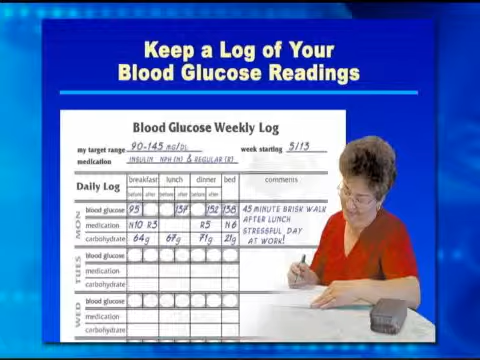 Keep a Log of Your
Blood Glucose Readings
Blood Glucose Weekly Log
my target range 90-145 MG/DL week starting 5/13
medication INSULIN NPH (N) & REGULAR (R)
Daily Log breakfast lunch dinner bed comments
before after before after before after
MON
blood glucose 95 137 152 138 45 MINUTE BRISK WALK
AFTER LUNCH
medication N10 R3 R5 N6 STRESSFUL DAY
carbohydrate 64g 67g 71g 21g AT WORK!
TUES
blood glucose
medication
carbohydrate
WED
blood glucose
medication
carbohydrate